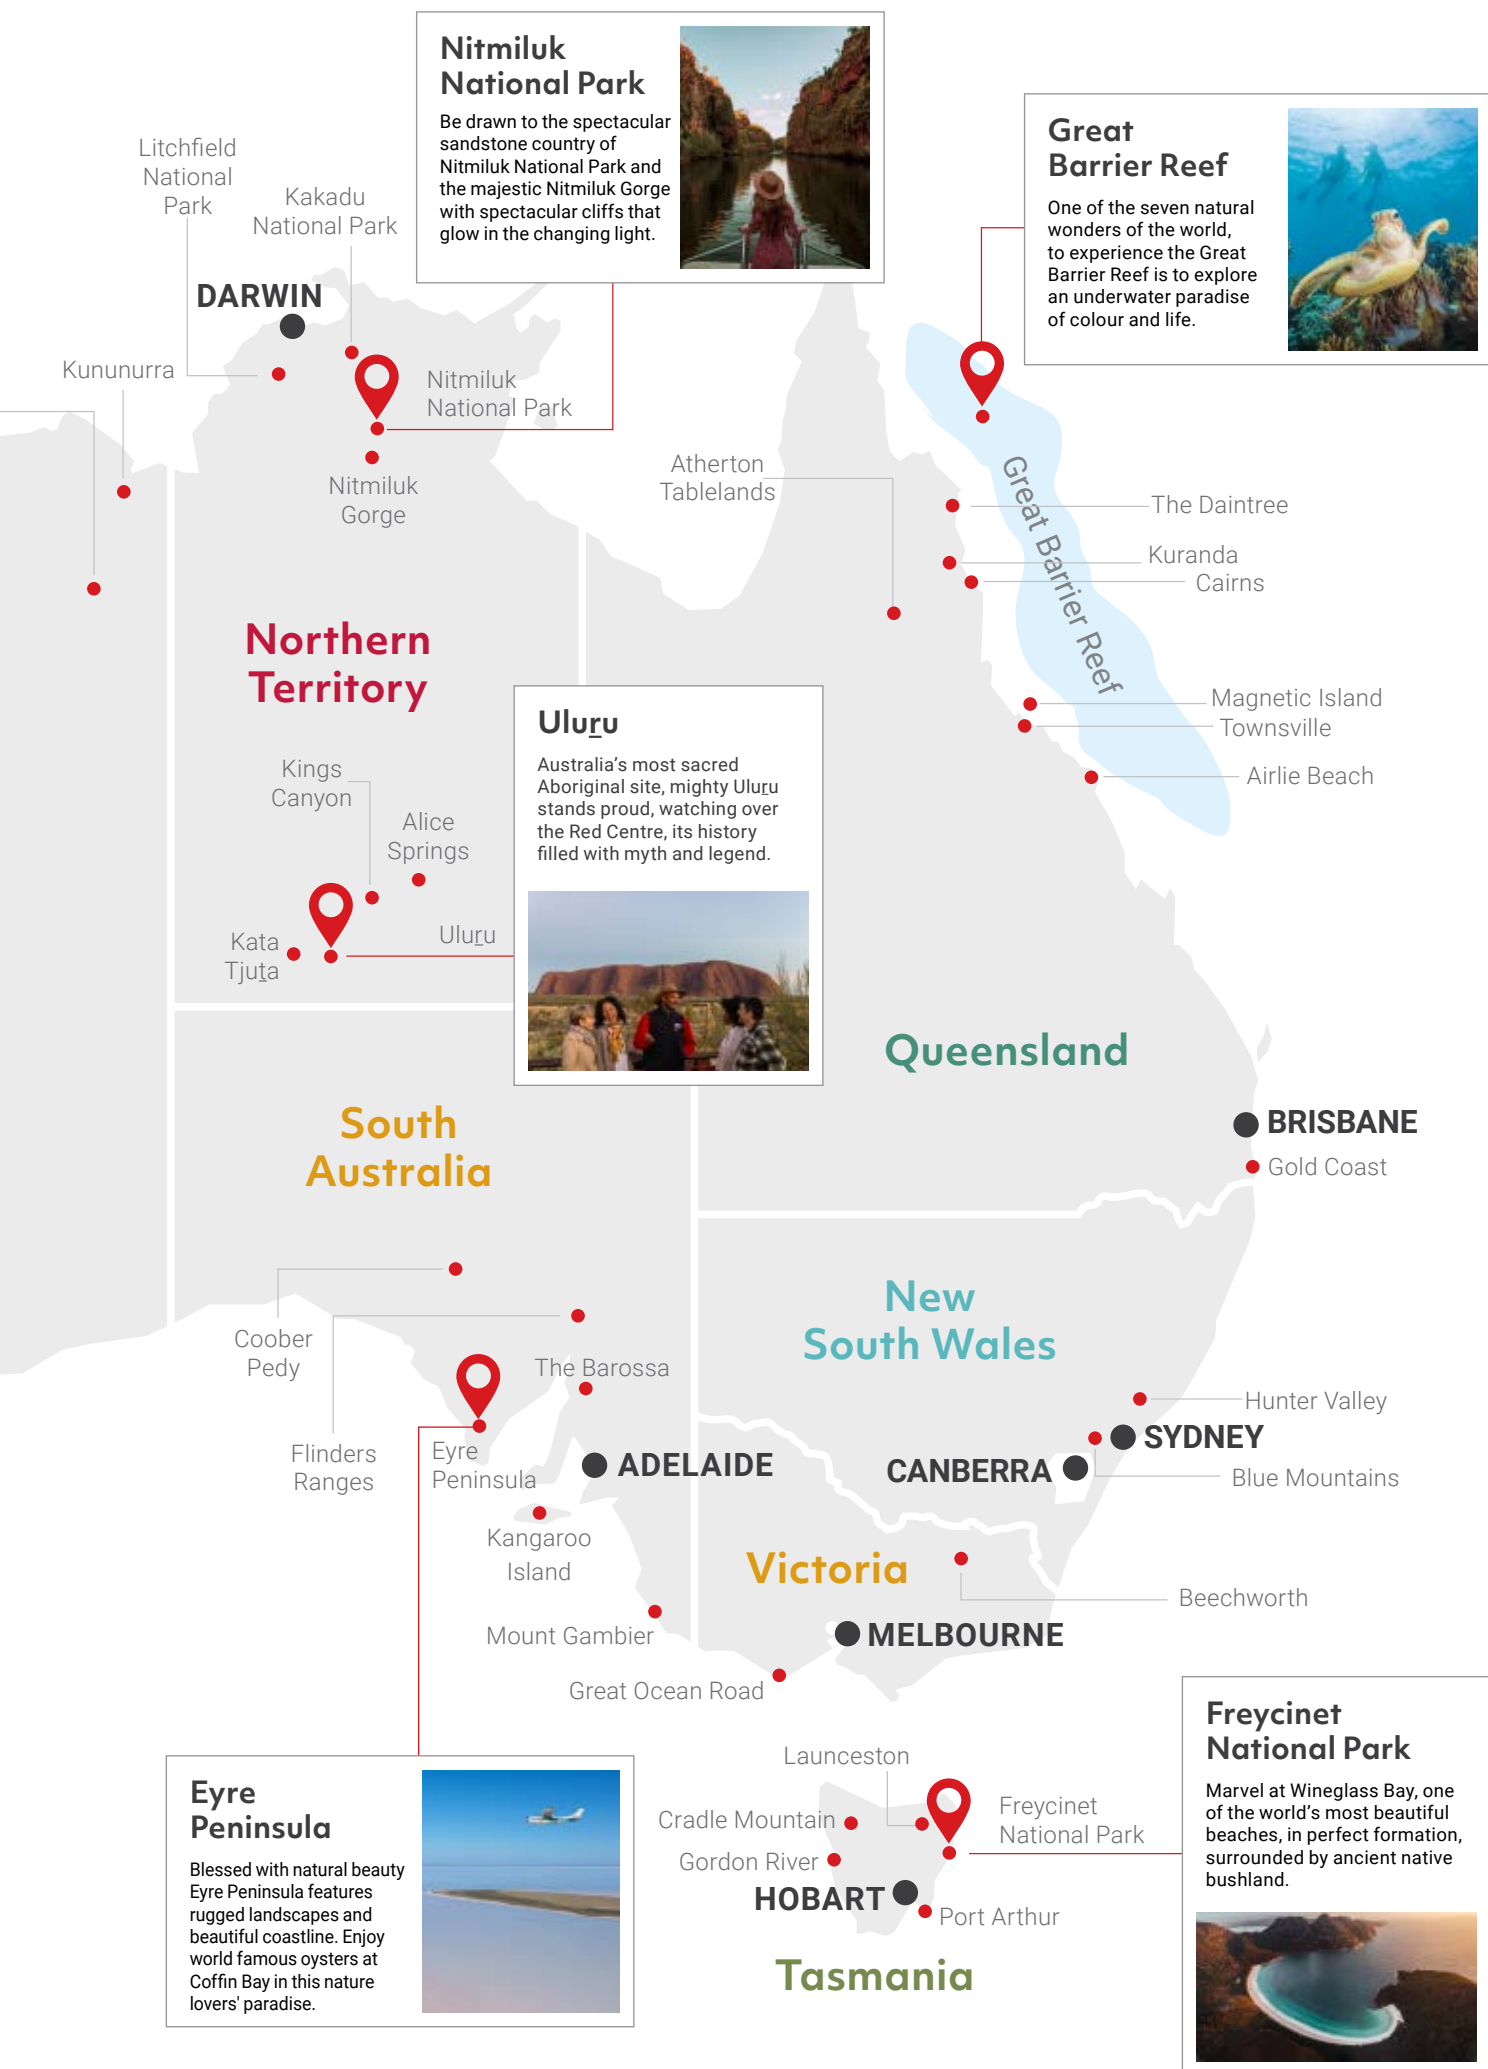 Nitmiluk
National Park
Be drawn to the spectacular
sandstone country of
Nitmiluk National Park and
the majestic Nitmiluk Gorge
with spectacular cliffs that
glow in the changing light.
Great
Barrier Reef
One of the seven natural
wonders of the world,
to experience the Great
Barrier Reef is to explore
an underwater paradise
of colour and life.
Litchfield
National
Park
Kakadu
National Park
DARWIN
Kununurra
Nitmiluk
National Park
Nitmiluk
Gorge
Atherton
Tablelands
Great Barrier Reef
The Daintree
Kuranda
Cairns
Northern
Territory
Magnetic Island
Townsville
Airlie Beach
Uluṟu
Australia's most sacred
Aboriginal site, mighty Uluṟu
stands proud, watching over
the Red Centre, its history
filled with myth and legend.
Kings
Canyon
Alice
Springs
Uluṟu
Kata
Tjuṯa
Queensland
South
Australia
BRISBANE
Gold Coast
New
South Wales
Coober
Pedy
The Barossa
Flinders
Ranges
Eyre
Peninsula
ADELAIDE
Hunter Valley
SYDNEY
CANBERRA
Blue Mountains
Kangaroo
Island
Victoria
Beechworth
Mount Gambier
MELBOURNE
Great Ocean Road
Eyre
Peninsula
Blessed with natural beauty
Eyre Peninsula features
rugged landscapes and
beautiful coastline. Enjoy
world famous oysters at
Coffin Bay in this nature
lovers' paradise.
Launceston
Cradle Mountain
Freycinet
National Park
Gordon River
HOBART
Port Arthur
Tasmania
Freycinet
National Park
Marvel at Wineglass Bay, one
of the world's most beautiful
beaches, in perfect formation,
surrounded by ancient native
bushland.